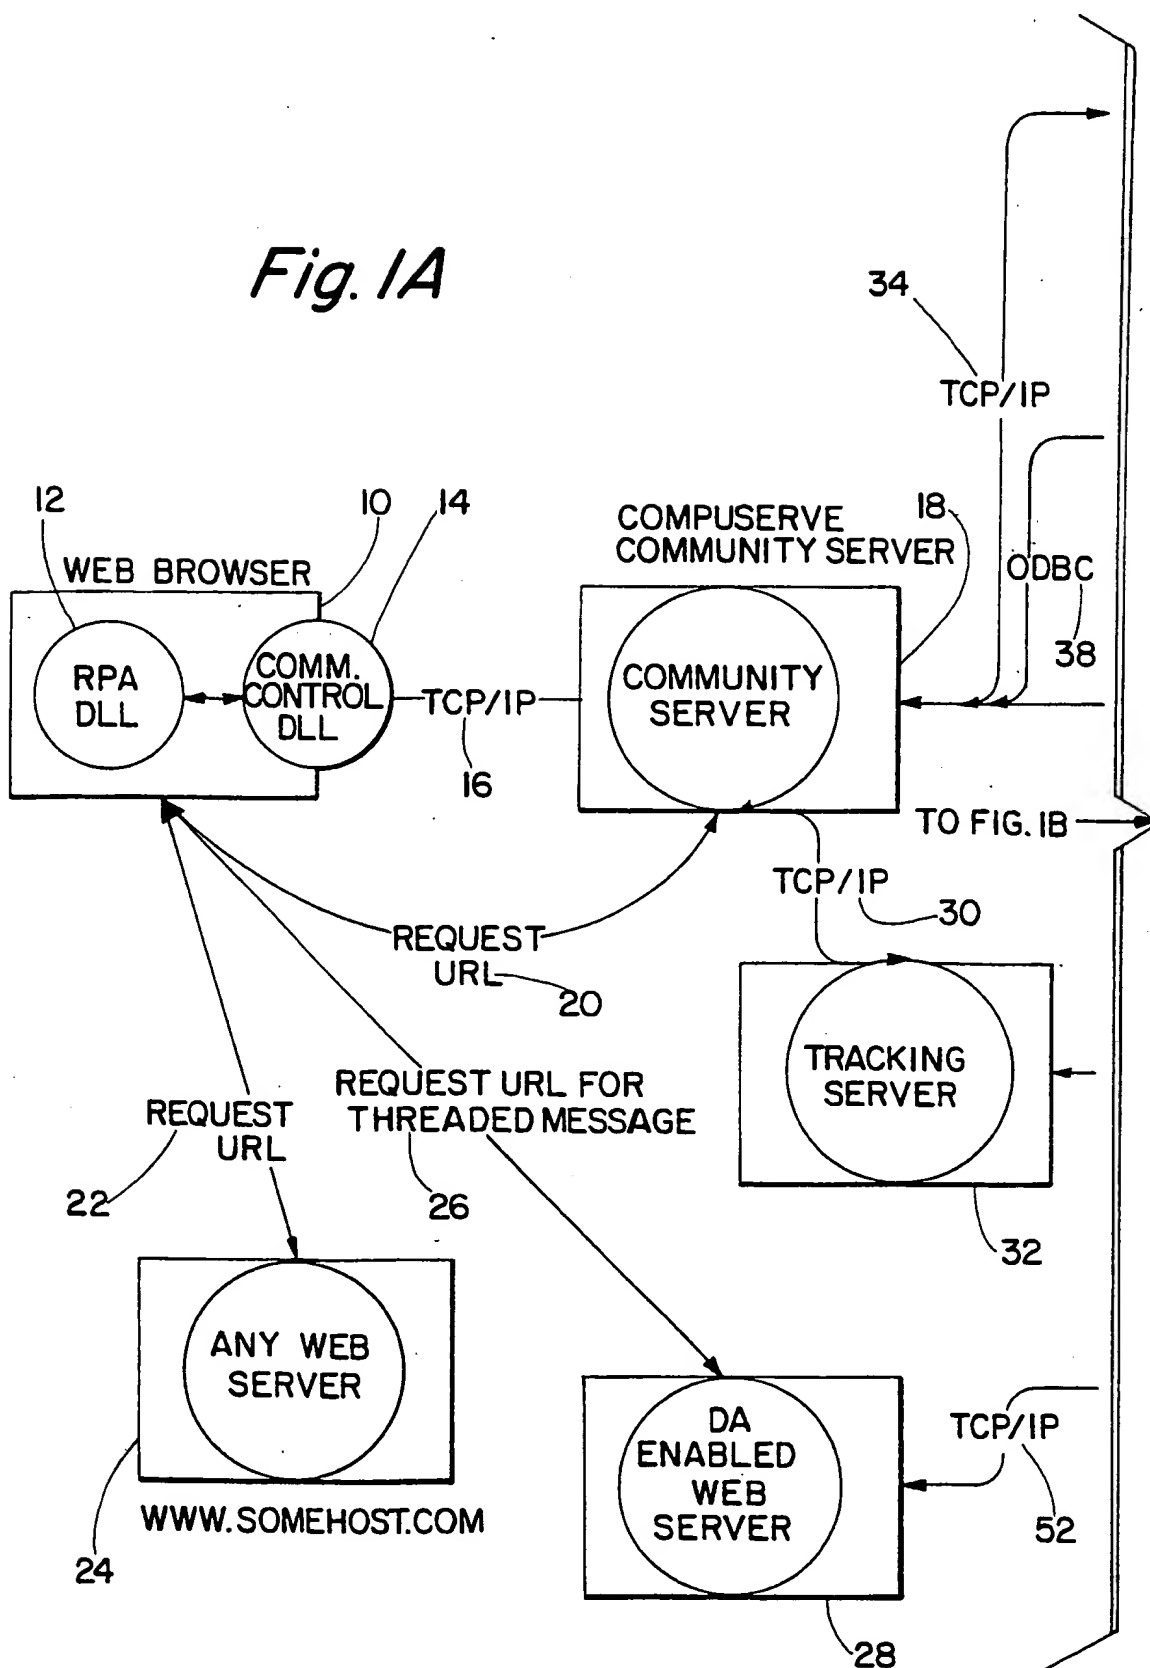 Fig. 1A
34
TCP/IP
12
10
14
18
COMPUSERVE
COMMUNITY SERVER
ODBC
38
WEB BROWSER
RPA
DLL
COMM.
CONTROL
DLL
TCP/IP
16
COMMUNITY
SERVER
TO FIG. 1B
TCP/IP
30
REQUEST
URL
20
TRACKING
SERVER
32
REQUEST URL FOR
THREADED MESSAGE
26
REQUEST
URL
22
ANY WEB
SERVER
WWW.SOMEHOST.COM
24
DA
ENABLED
WEB
SERVER
28
TCP/IP
52